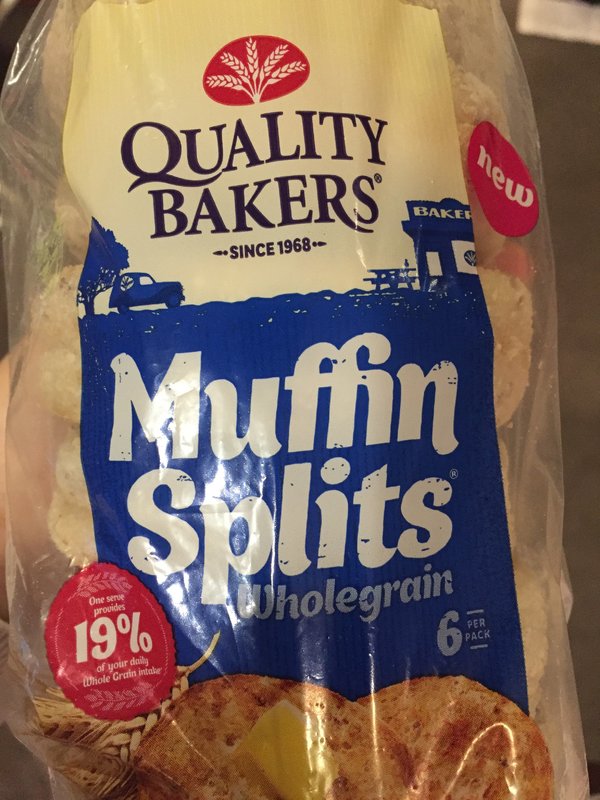 QUALITY
BAKERS®
SINCE 1968
new
BAKER
Muffin
Splits®
Wholegrain
6 PER
PACK
One serve
provides
19%
of your daily
Whole Grain intake*